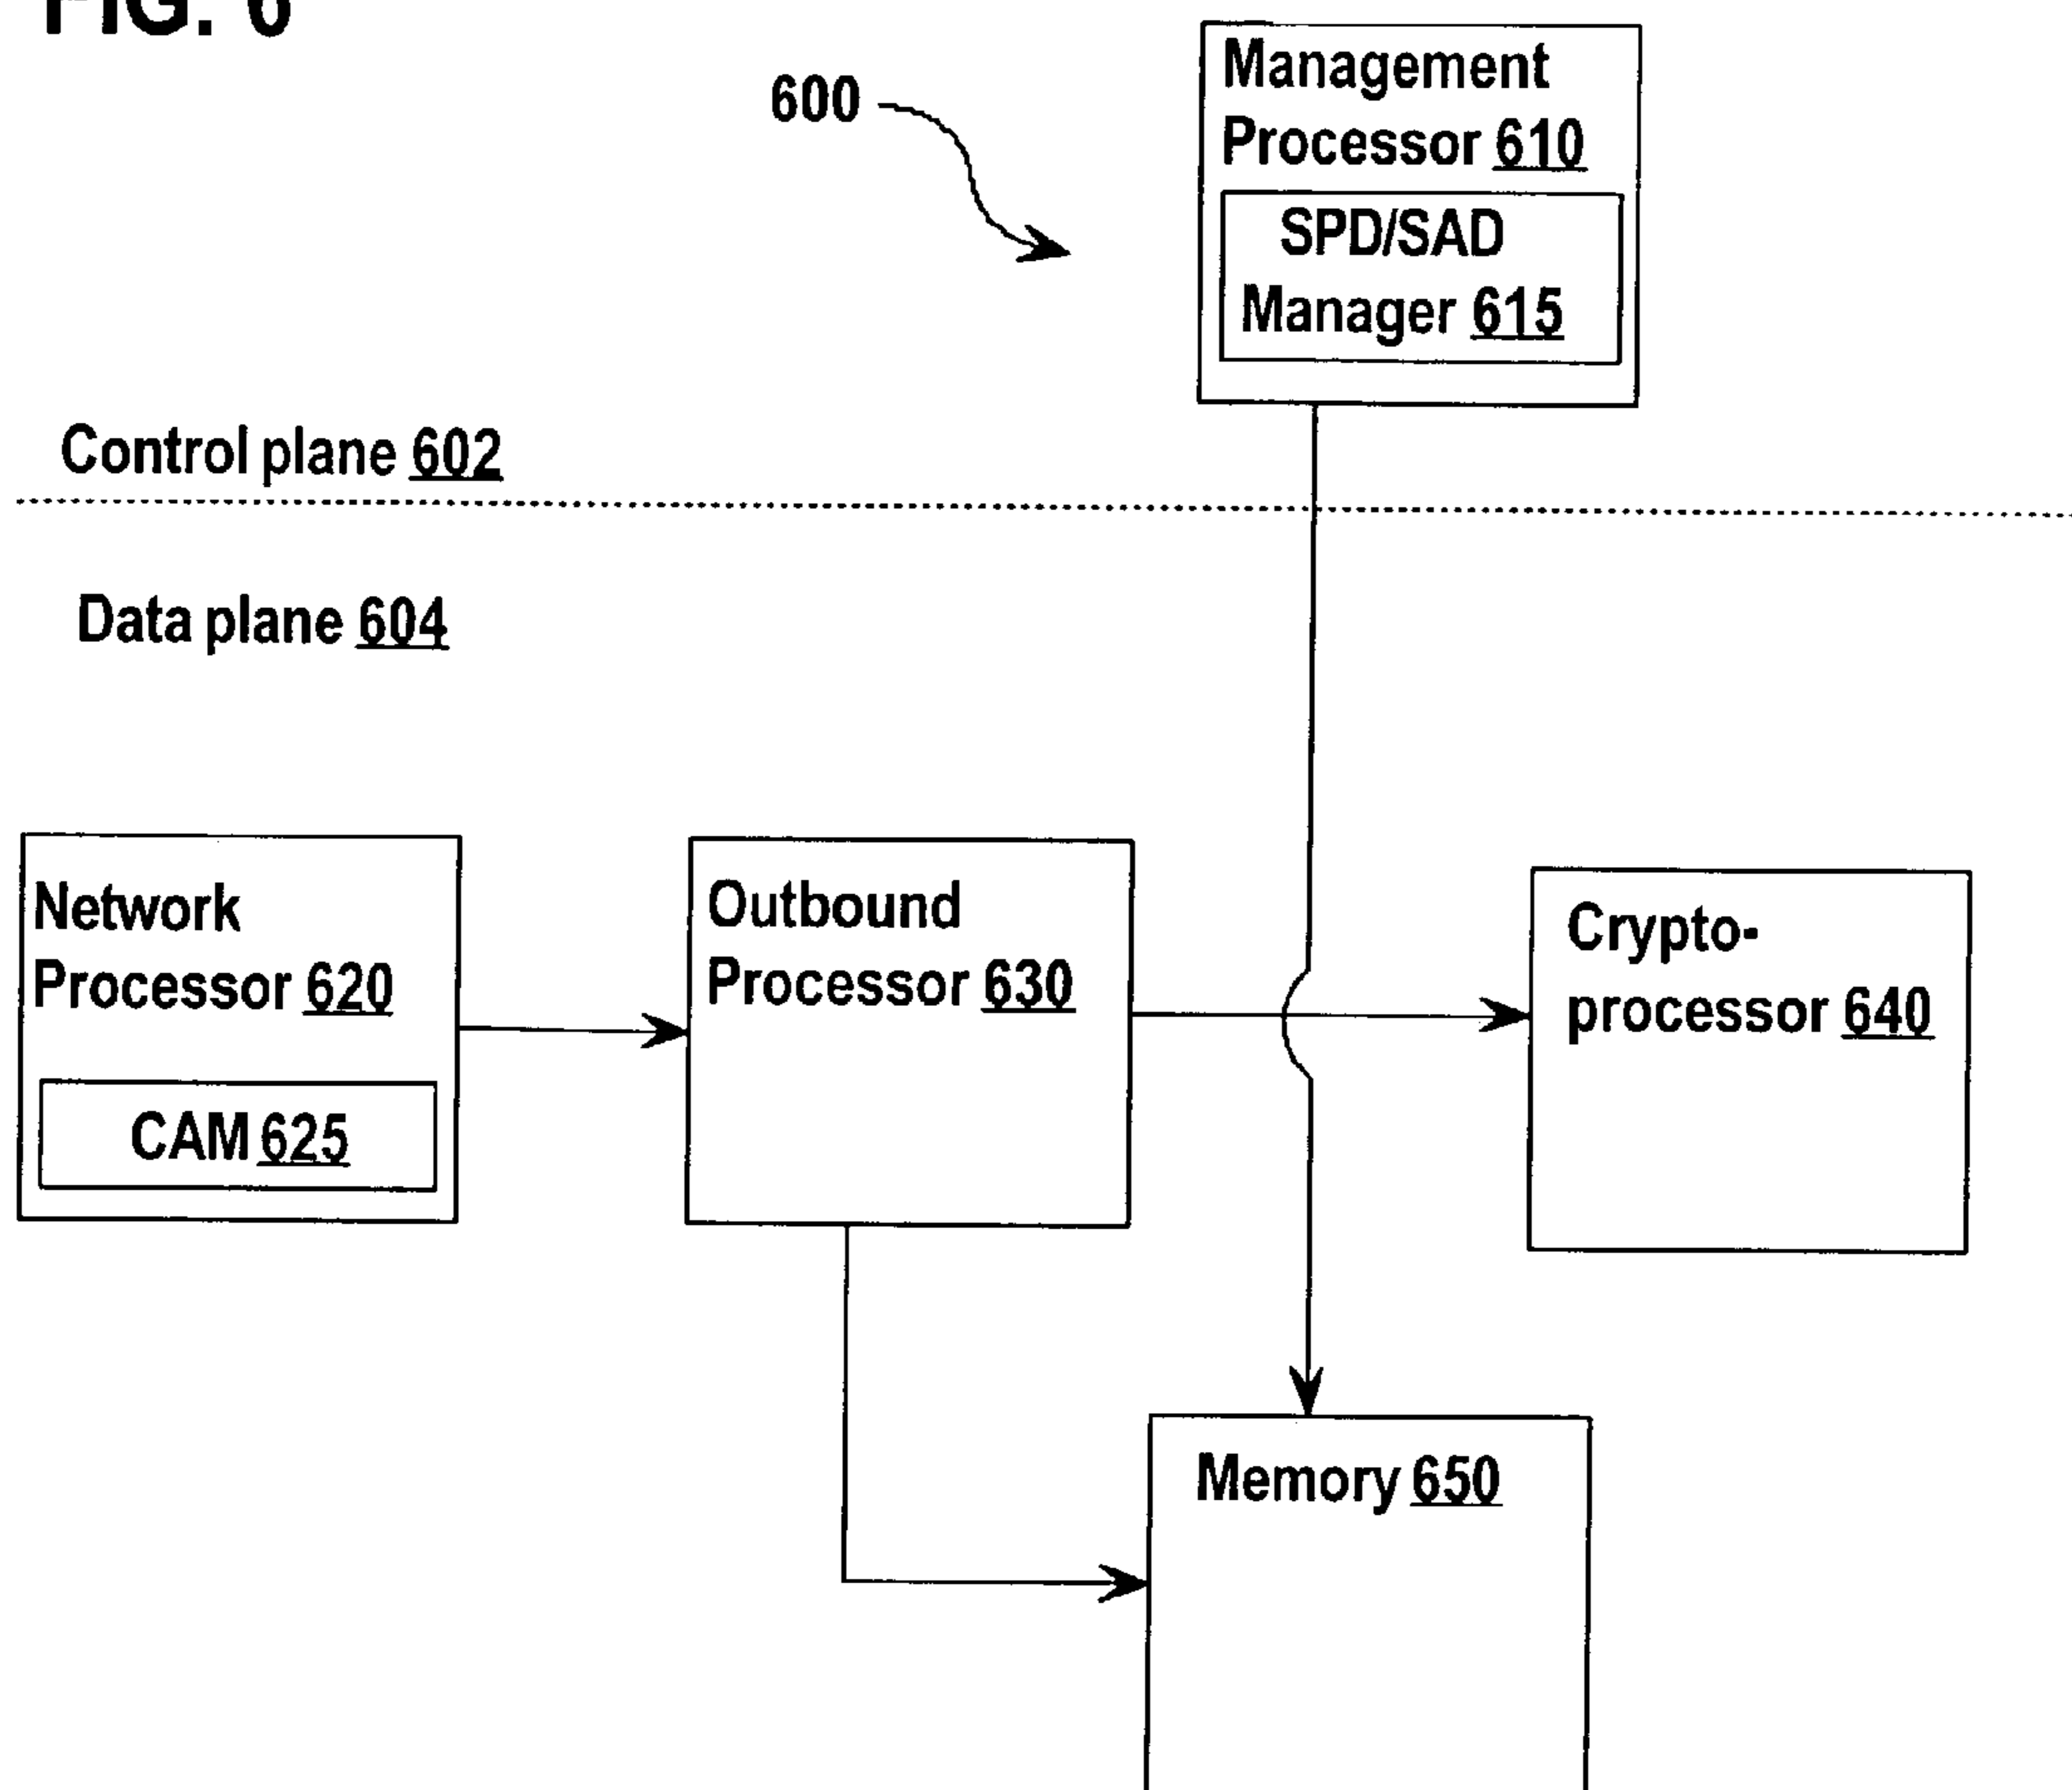 FIG. 6
600
Management
Processor 610
SPD/SAD
Manager 615
Control plane 602
Data plane 604
Network
Processor 620
CAM 625
Outbound
Processor 630
Crypto-
processor 640
Memory 650